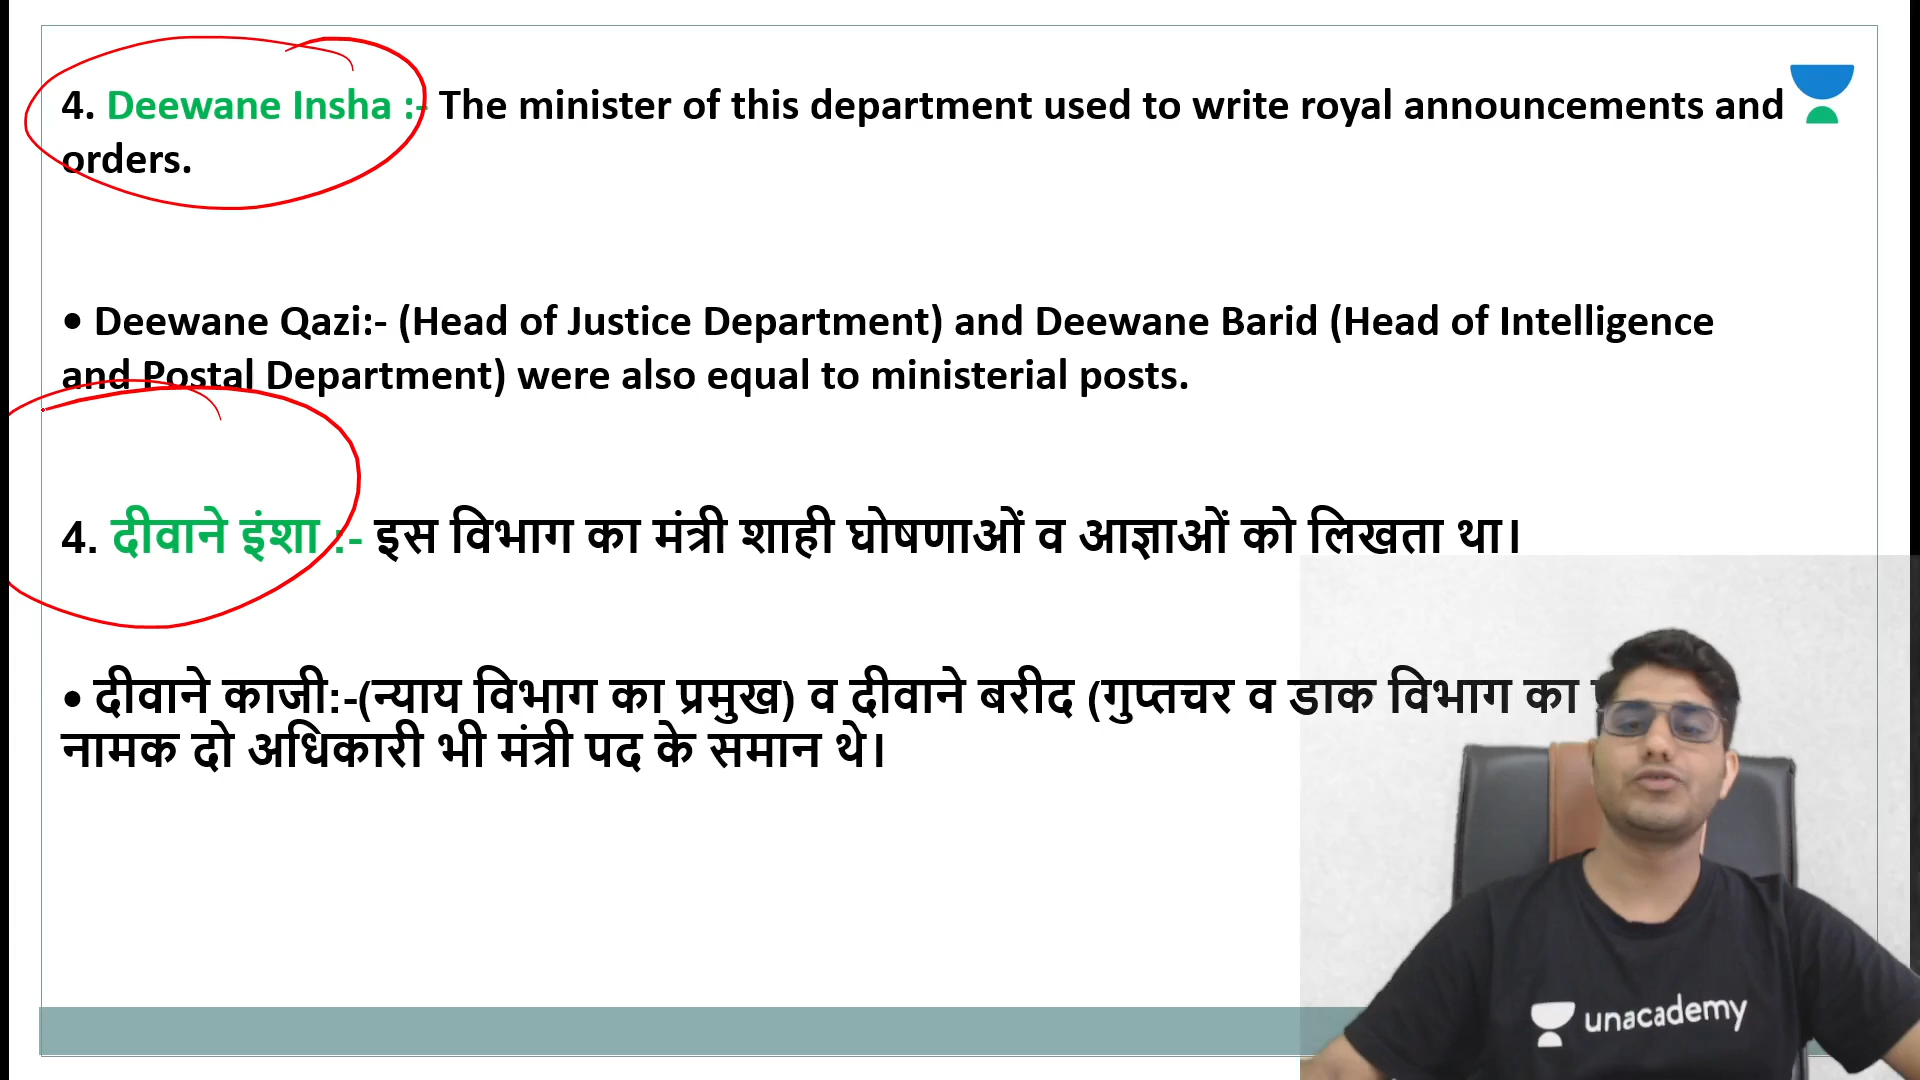 4. Deewane Insha :- The minister of this department used to write royal announcements and
orders.
• Deewane Qazi:- (Head of Justice Department) and Deewane Barid (Head of Intelligence
and Postal Department) were also equal to ministerial posts.
4. दीवाने इंशा :- इस विभाग का मंत्री शाही घोषणाओं व आज्ञाओं को लिखता था।
• दीवाने काजी:-(न्याय विभाग का प्रमुख) व दीवाने बरीद (गुप्तचर व डाक विभाग का
नामक दो अधिकारी भी मंत्री पद के समान थे।
unacademy